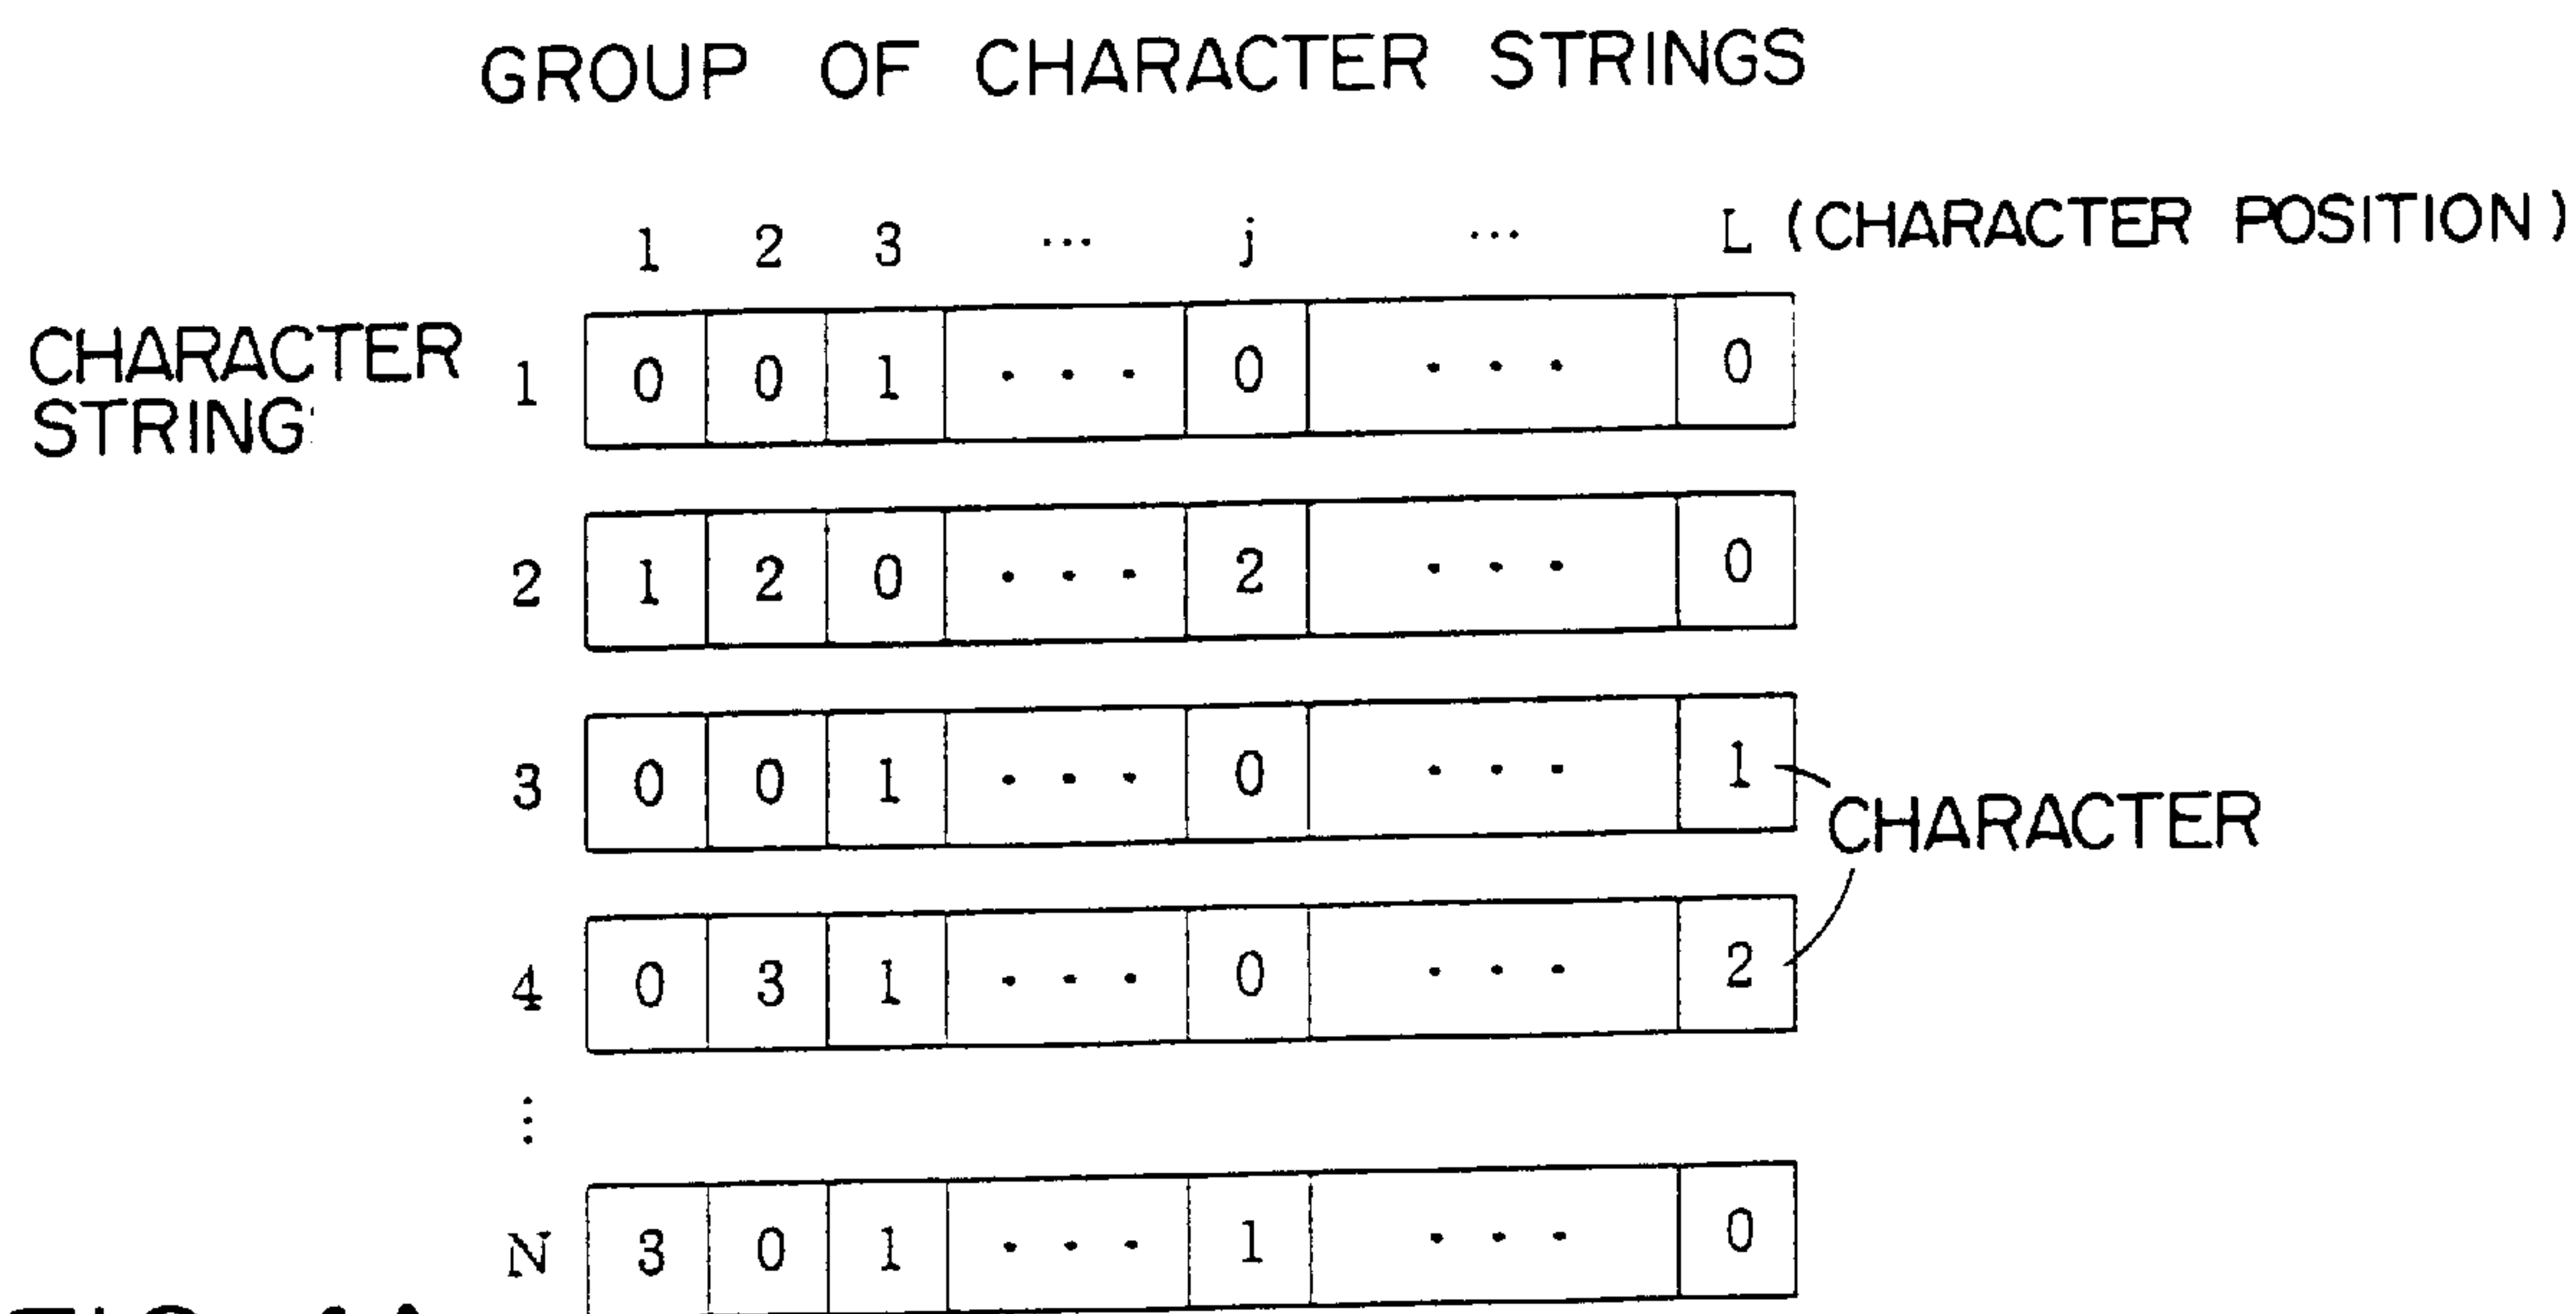 GROUP OF CHARACTER STRINGS
1 2 3 ... j ... L (CHARACTER POSITION)
CHARACTER STRING
1 0 0 1 . . . 0 . . . 0
2 1 2 0 . . . 2 . . . 0
3 0 0 1 . . . 0 . . . 1
CHARACTER
4 0 3 1 . . . 0 . . . 2
⋮
N 3 0 1 . . . 1 . . . 0